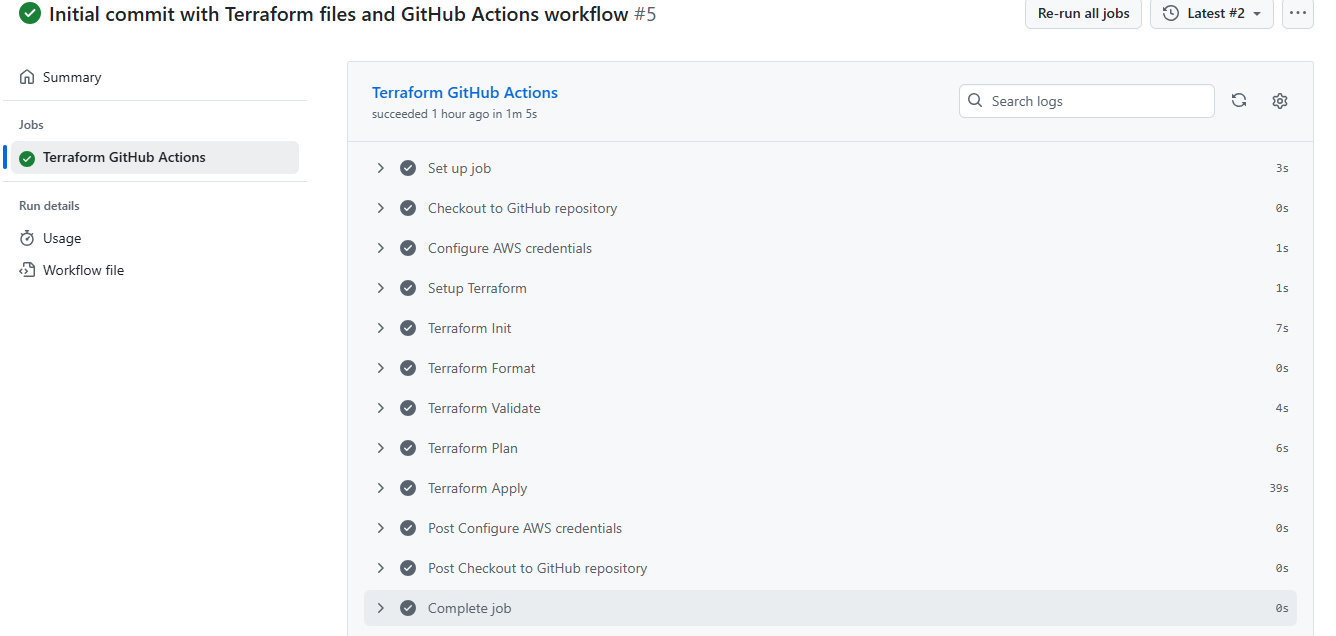 Initial commit with Terraform files and GitHub Actions workflow #5
Re-run all jobs
Latest #2
Summary
Jobs
Terraform GitHub Actions
Run details
Usage
Workflow file
Terraform GitHub Actions
succeeded 1 hour ago in 1m 5s
Search logs
Set up job 3s
Checkout to GitHub repository 0s
Configure AWS credentials 1s
Setup Terraform 1s
Terraform Init 7s
Terraform Format 0s
Terraform Validate 4s
Terraform Plan 6s
Terraform Apply 39s
Post Configure AWS credentials 0s
Post Checkout to GitHub repository 0s
Complete job 0s